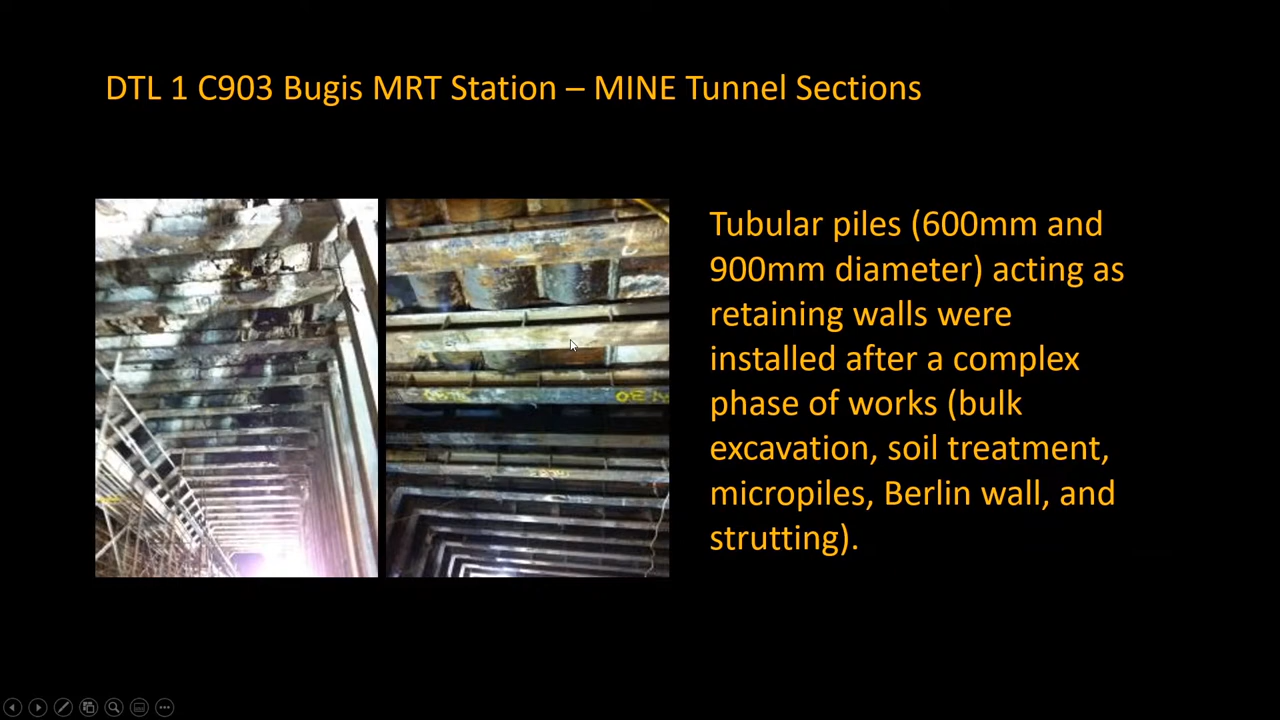 DTL 1 C903 Bugis MRT Station – MINE Tunnel Sections
Tubular piles (600mm and
900mm diameter) acting as
retaining walls were
installed after a complex
phase of works (bulk
excavation, soil treatment,
micropiles, Berlin wall, and
strutting).